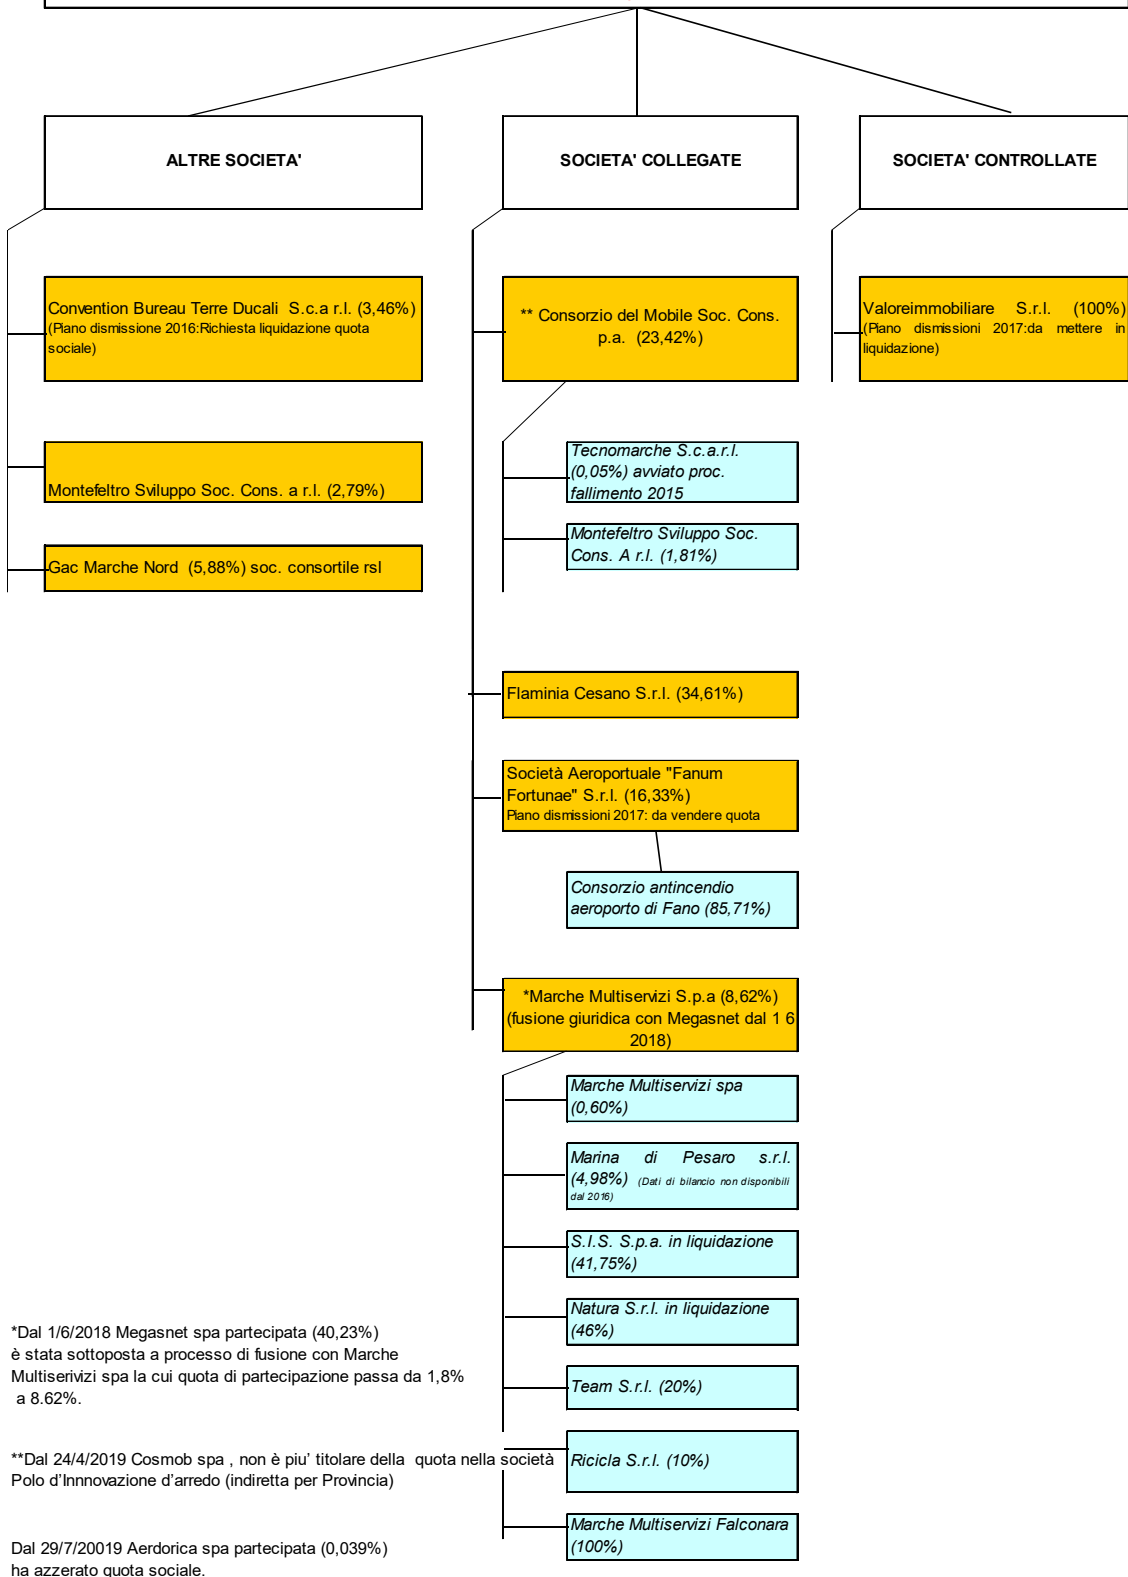 ALTRE SOCIETA'
SOCIETA' COLLEGATE
SOCIETA' CONTROLLATE
Convention Bureau Terre Ducali S.c.a r.l. (3,46%)
(Piano dismissione 2016:Richiesta liquidazione quota
sociale)
** Consorzio del Mobile Soc. Cons.
p.a. (23,42%)
Valoreimmobiliare S.r.l. (100%)
(Piano dismissioni 2017:da mettere in
liquidazione)
Montefeltro Sviluppo Soc. Cons. a r.l. (2,79%)
Gac Marche Nord (5,88%) soc. consortile rsl
Tecnomarche S.c.a.r.l.
(0,05%) avviato proc.
fallimento 2015
Montefeltro Sviluppo Soc.
Cons. A r.l. (1,81%)
Flaminia Cesano S.r.l. (34,61%)
Società Aeroportuale "Fanum
Fortunae" S.r.l. (16,33%)
Piano dismissioni 2017: da vendere quota
Consorzio antincendio
aeroporto di Fano (85,71%)
*Marche Multiservizi S.p.a (8,62%)
(fusione giuridica con Megasnet dal 1 6
2018)
Marche Multiservizi spa
(0,60%)
Marina di Pesaro s.r.l.
(4,98%) (Dati di bilancio non disponibili
dal 2016)
S.I.S. S.p.a. in liquidazione
(41,75%)
Natura S.r.l. in liquidazione
(46%)
Team S.r.l. (20%)
Ricicla S.r.l. (10%)
Marche Multiservizi Falconara
(100%)
*Dal 1/6/2018 Megasnet spa partecipata (40,23%)
è stata sottoposta a processo di fusione con Marche
Multiserivizi spa la cui quota di partecipazione passa da 1,8%
a 8.62%.
**Dal 24/4/2019 Cosmob spa , non è piu' titolare della quota nella società
Polo d'Innnovazione d'arredo (indiretta per Provincia)
Dal 29/7/20019 Aerdorica spa partecipata (0,039%)
ha azzerato quota sociale.